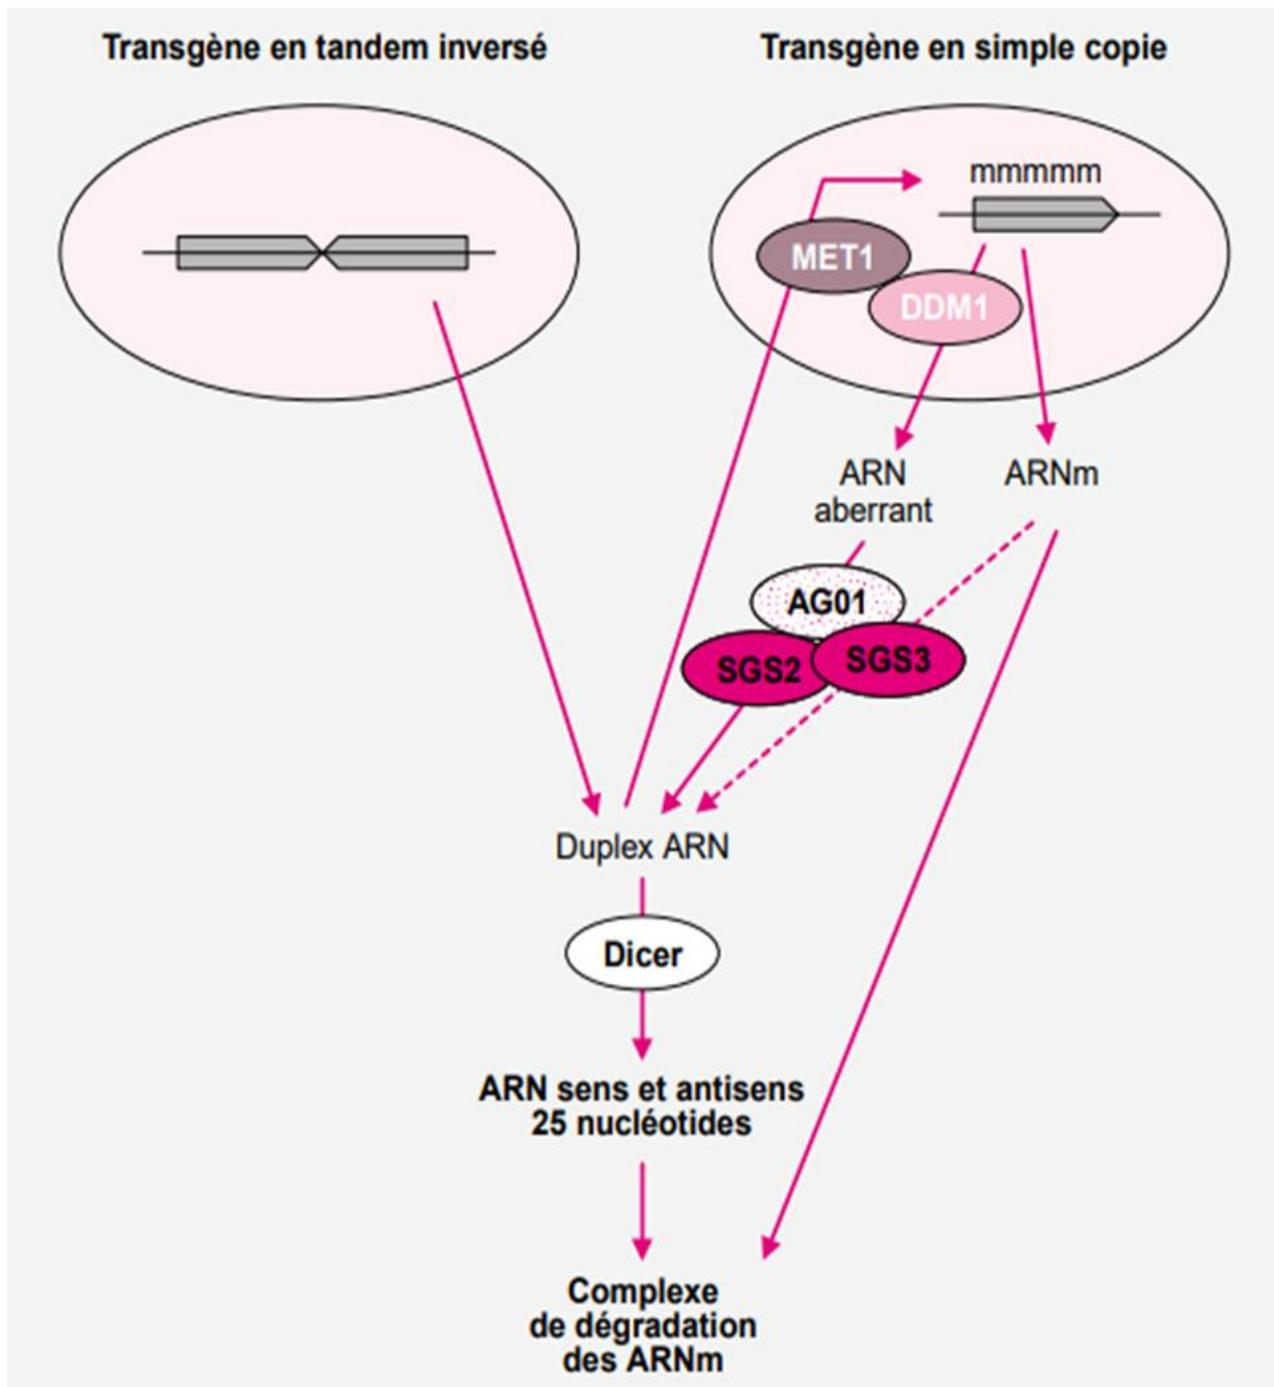 Transgène en tandem inversé
Transgène en simple copie
mmmmm
MET1
DDM1
ARN
aberrant
ARNm
AG01
SGS2
SGS3
Duplex ARN
Dicer
ARN sens et antisens
25 nucléotides
Complexe
de dégradation
des ARNm